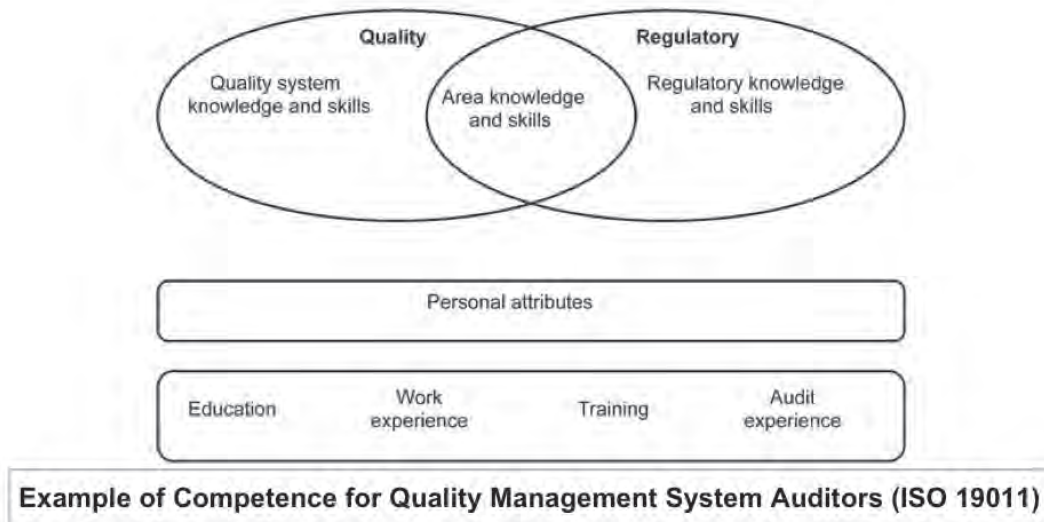 Quality
Regulatory
Quality system
knowledge and skills
Area knowledge
and skills
Regulatory knowledge
and skills
Personal attributes
Education
Work
experience
Training
Audit
experience
Example of Competence for Quality Management System Auditors (ISO 19011)